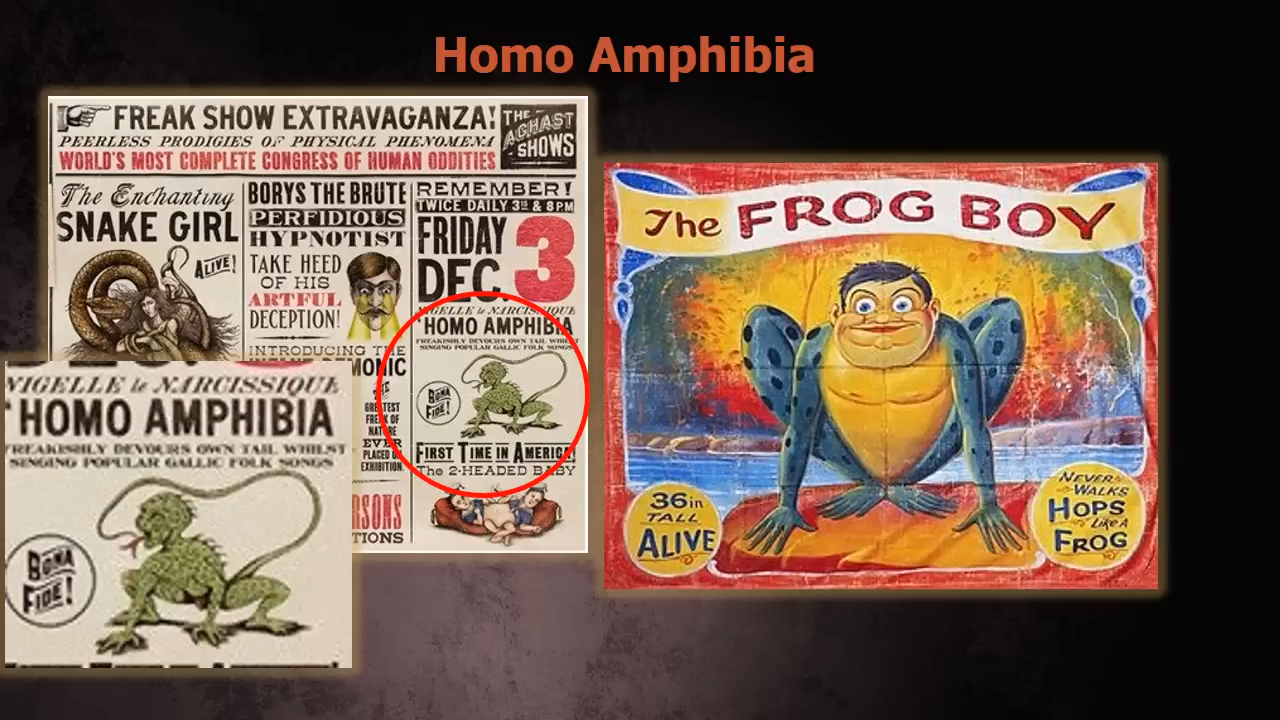 Homo Amphibia
FREAK SHOW EXTRAVAGANZA!
PEERLESS PRODIGIES OF PHYSICAL PHENOMENA
WORLD'S MOST COMPLETE CONGRESS OF HUMAN ODDITIES
THE
AGHAST
SHOWS
The Enchanting
SNAKE GIRL
ALIVE!
BORYS THE BRUTE
PERFIDIOUS
HYPNOTIST
TAKE HEED
OF HIS
ARTFUL
DECEPTION!
INTRODUCING THE
MONIC
GREATEST
FREAK OF
NATURE
EVER
PLACED ON
EXHIBITION.
SONS
TIONS
REMEMBER!
TWICE DAILY 3 & 8 PM
FRIDAY
DEC. 3
NIGELLE le NARCISSIQUE
HOMO AMPHIBIA
FREAKISHLY DEVOURS OWN TAIL WHILST
SINGING POPULAR GALLIC FOLK SONGS
BONA
FIDE!
FIRST TIME IN AMERICA!
The 2-HEADED BABY
NIGELLE le NARCISSIQUE
HOMO AMPHIBIA
FREAKISHLY DEVOURS OWN TAIL WHILST
SINGING POPULAR GALLIC FOLK SONGS
BONA
FIDE!
The FROG BOY
36in
TALL
ALIVE
NEVER
WALKS
HOPS
LIKE A
FROG